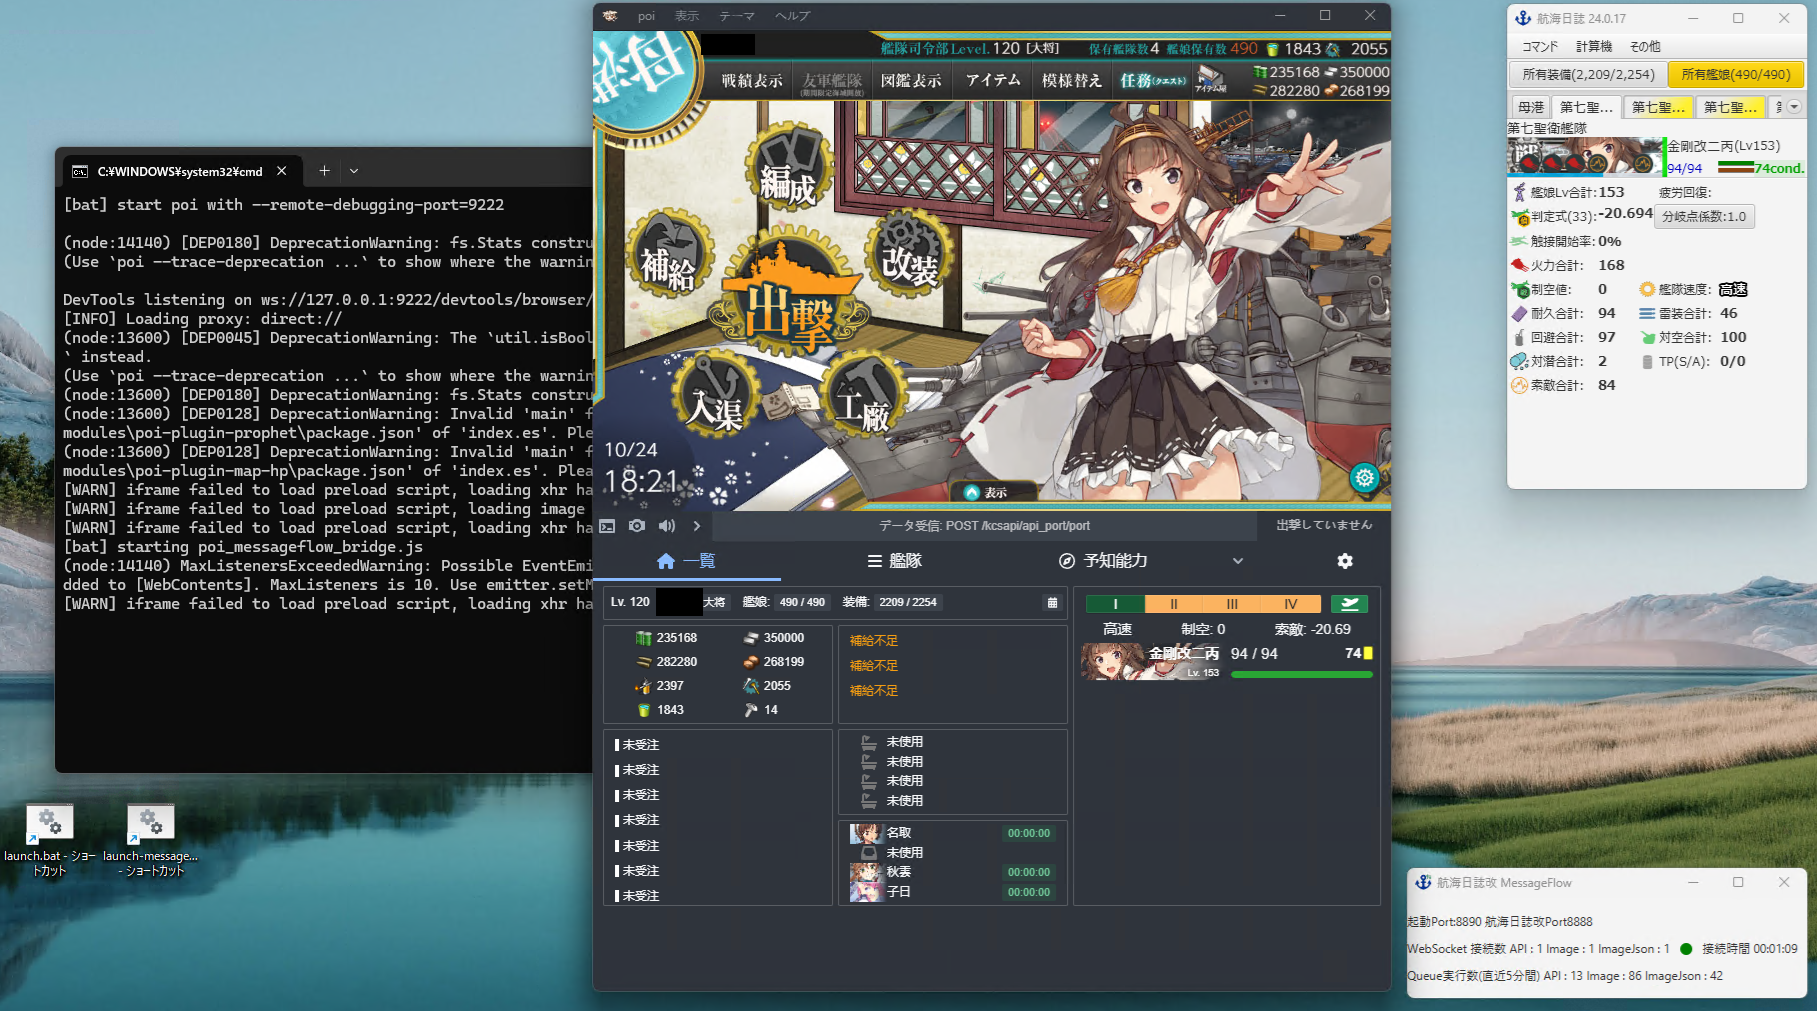 C:¥WINDOWS¥system32¥cmd
[bat] start poi with --remote-debugging-port=9222
(node:14140) [DEP0180] DeprecationWarning: fs.Stats constru
(Use `poi --trace-deprecation ...` to show where the warnin
DevTools listening on ws://127.0.0.1:9222/devtools/browser/
[INFO] Loading proxy: direct://
(node:13600) [DEP0045] DeprecationWarning: The `util.isBool
` instead.
(Use `poi --trace-deprecation ...` to show where the warnin
(node:13600) [DEP0180] DeprecationWarning: fs.Stats constru
(node:13600) [DEP0128] DeprecationWarning: Invalid 'main' f
modules\poi-plugin-prophet\package.json' of 'index.es'. Ple
(node:13600) [DEP0128] DeprecationWarning: Invalid 'main' f
modules\poi-plugin-map-hp\package.json' of 'index.es'. Plea
[WARN] iframe failed to load preload script, loading xhr ha
[WARN] iframe failed to load preload script, loading image
[WARN] iframe failed to load preload script, loading xhr ha
[bat] starting poi_messageflow_bridge.js
(node:14140) MaxListenersExceededWarning: Possible EventEmi
dded to [WebContents]. MaxListeners is 10. Use emitter.setM
[WARN] iframe failed to load preload script, loading xhr ha
launch.bat - ショートカット
launch-message... - ショートカット
poi 表示 テーマ ヘルプ
母港
艦隊司令部Level.120 [大将] 保有艦隊数4 艦娘保有数490 1843 2055
戦績表示 友軍艦隊 図鑑表示 アイテム 模様替え 任務(クエスト) アイテム屋
(期間限定海域開放)
235168 350000
282280 268199
編成
補給
出撃
改装
入渠
工廠
10/24
18:21
表示
データ受信: POST /kcsapi/api_port/port 出撃していません
一覧 艦隊 予知能力
Lv. 120 大将 艦娘: 490 / 490 装備: 2209 / 2254
235168 350000
282280 268199
2397 2055
1843 14
補給不足
補給不足
補給不足
未受注
未受注
未受注
未受注
未受注
未受注
未受注
未使用
未使用
未使用
未使用
名取 00:00:00
未使用
秋雲 00:00:00
子日 00:00:00
I II III IV
高速 制空: 0 索敵: -20.69
金剛改二丙 94 / 94 74
Lv. 153
航海日誌 24.0.17
コマンド 計算機 その他
所有装備(2,209/2,254) 所有艦娘(490/490)
母港 第七聖... 第七聖... 第七聖...
第七聖衛艦隊
金剛改二丙(Lv153)
94/94 74cond.
艦娘Lv合計: 153 疲労回復:
判定式(33): -20.694 分岐点係数:1.0
触接開始率: 0%
火力合計: 168
制空値: 0 艦隊速度: 高速
耐久合計: 94 雷装合計: 46
回避合計: 97 対空合計: 100
対潜合計: 2 TP(S/A): 0/0
索敵合計: 84
航海日誌改 MessageFlow
起動Port:8890 航海日誌改Port8888
WebSocket 接続数 API : 1 Image : 1 ImageJson : 1 接続時間 00:01:09
Queue実行数(直近5分間) API : 13 Image : 86 ImageJson : 42